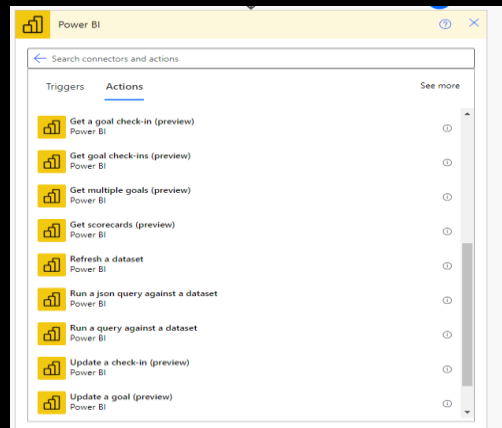 Power BI
Search connectors and actions
Triggers Actions See more
Get a goal check-in (preview)
Power BI
Get goal check-ins (preview)
Power BI
Get multiple goals (preview)
Power BI
Get scorecards (preview)
Power BI
Refresh a dataset
Power BI
Run a json query against a dataset
Power BI
Run a query against a dataset
Power BI
Update a check-in (preview)
Power BI
Update a goal (preview)
Power BI